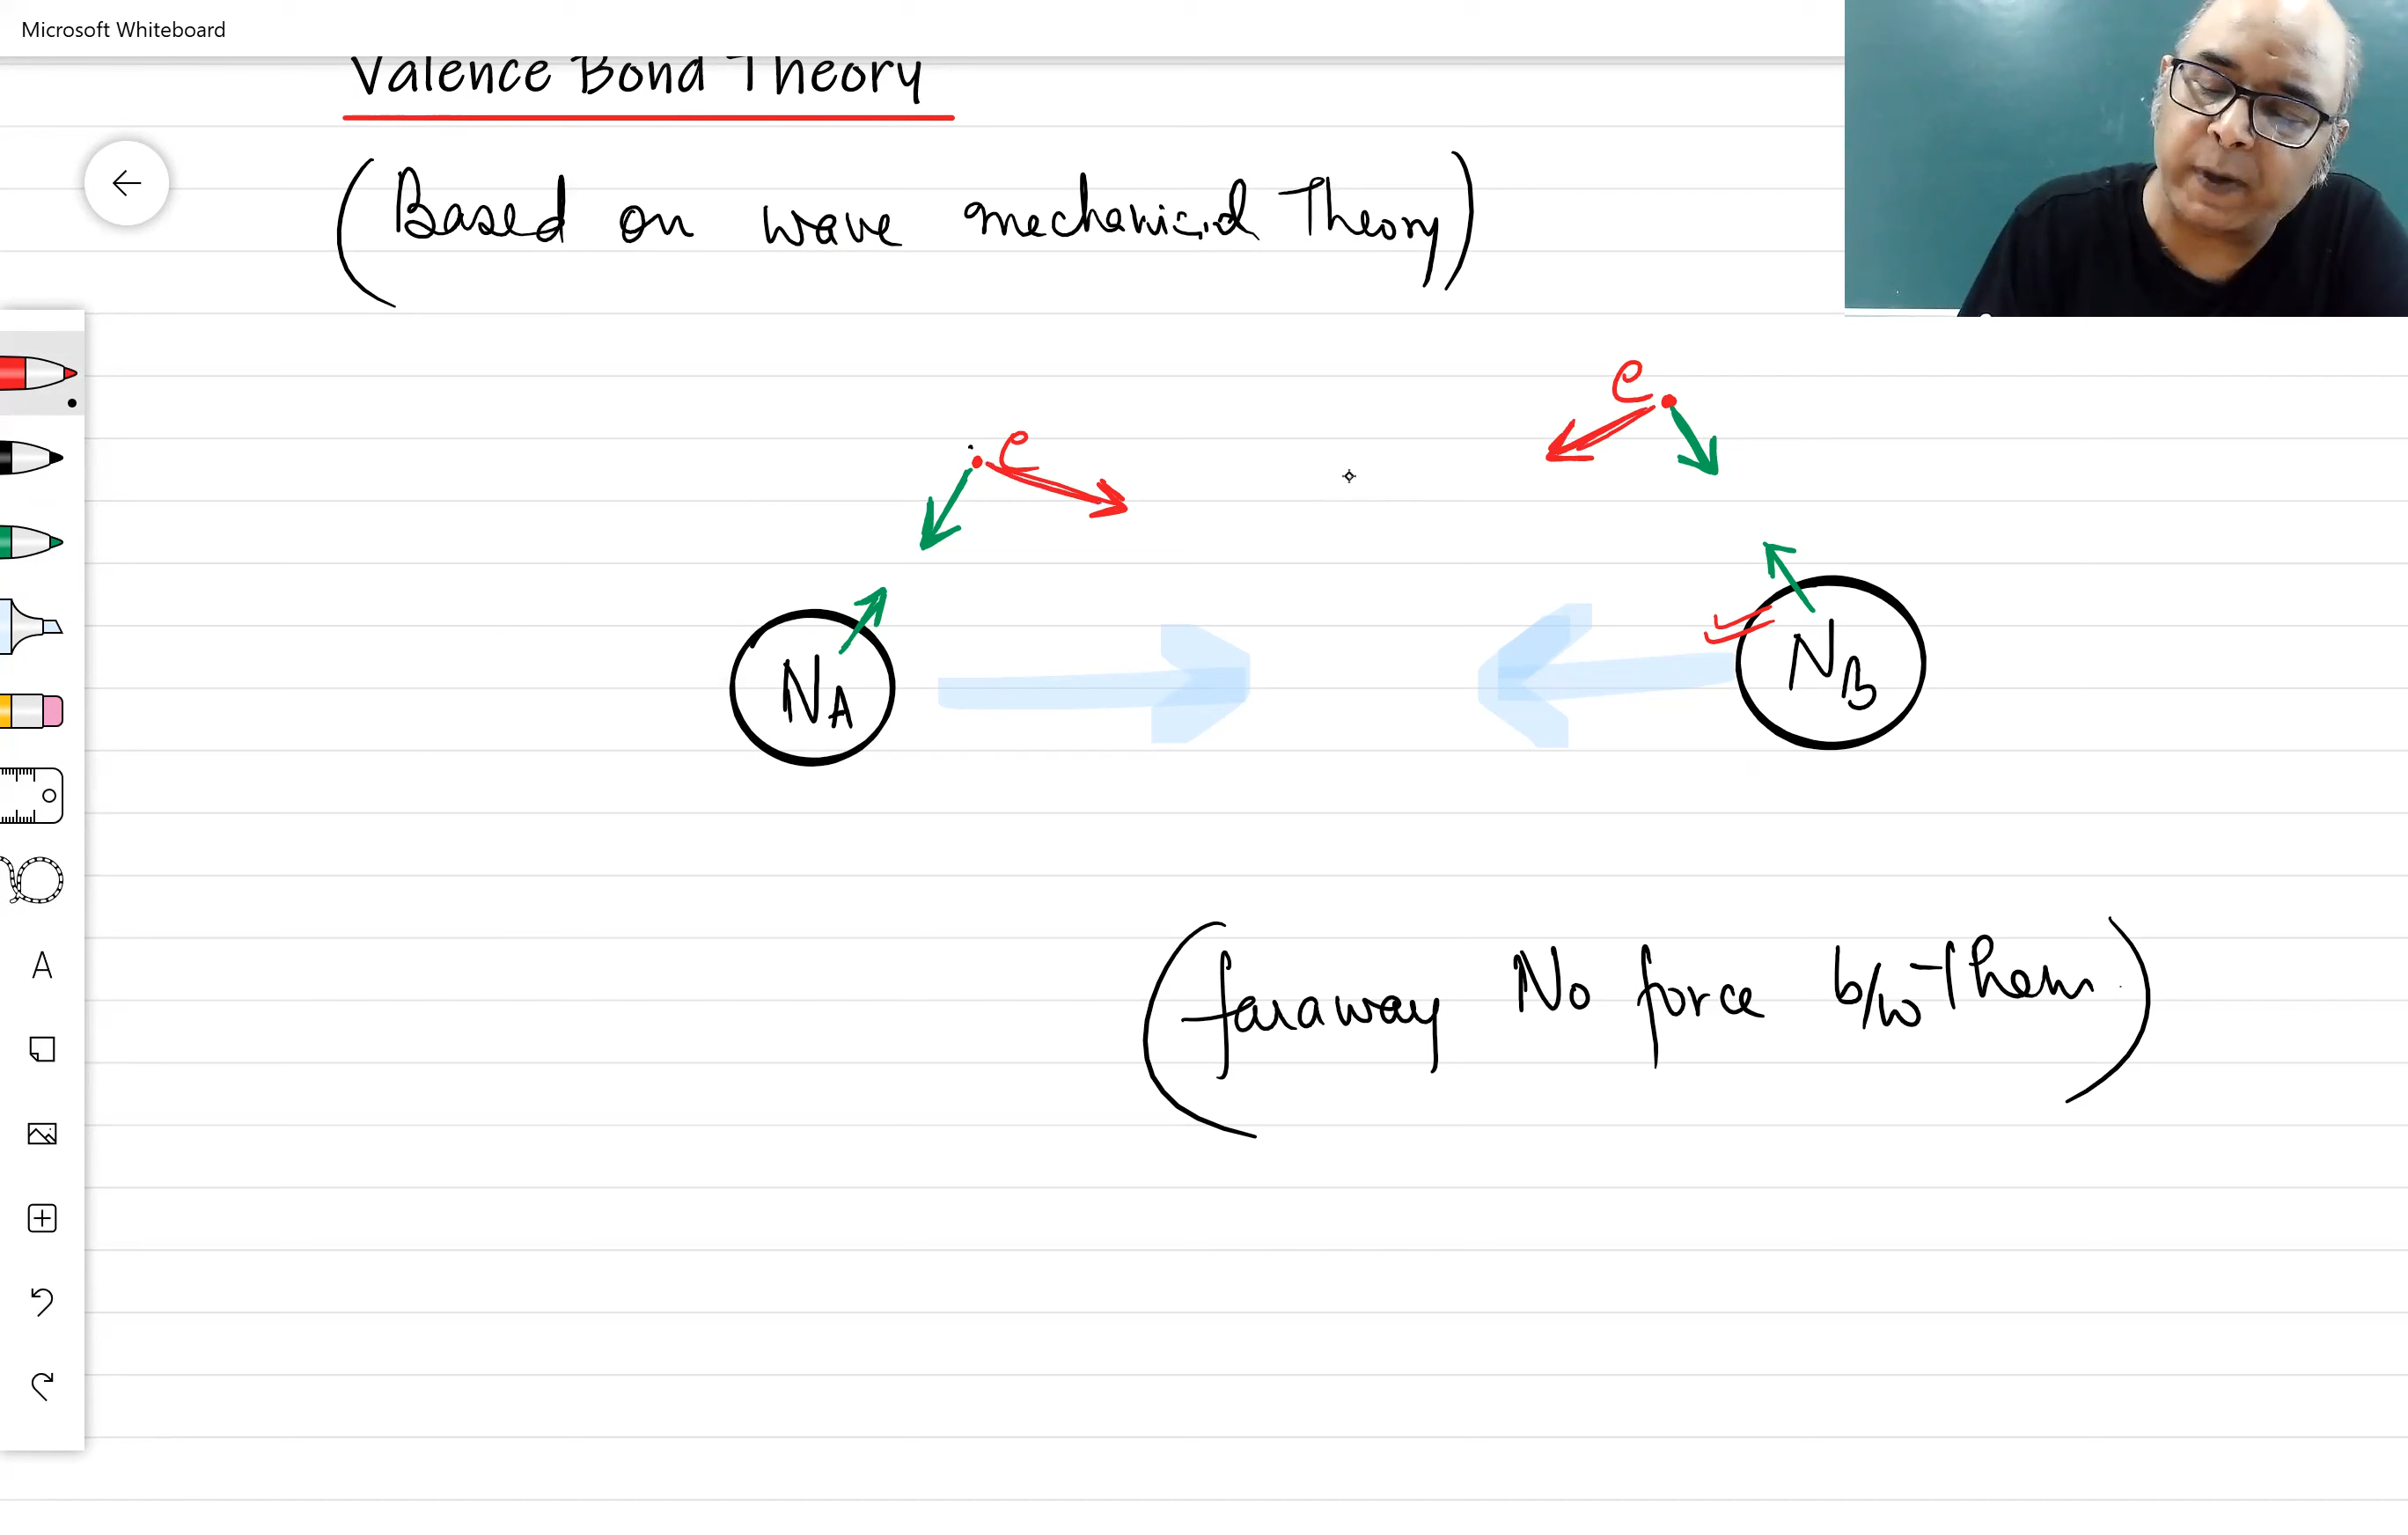 Microsoft Whiteboard
Valence Bond Theory
(Based on wave mechanical Theory)
e
e
NA
NB
(faraway No force b/w Them)
A